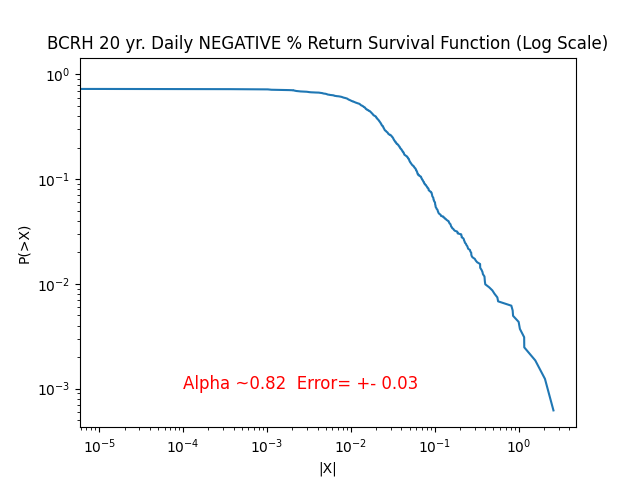 BCRH 20 yr. Daily NEGATIVE % Return Survival Function (Log Scale)
P(>X)
10⁰
10⁻¹
10⁻²
10⁻³
Alpha ~0.82  Error= +- 0.03
10⁻⁵ 10⁻⁴ 10⁻³ 10⁻² 10⁻¹ 10⁰
|X|